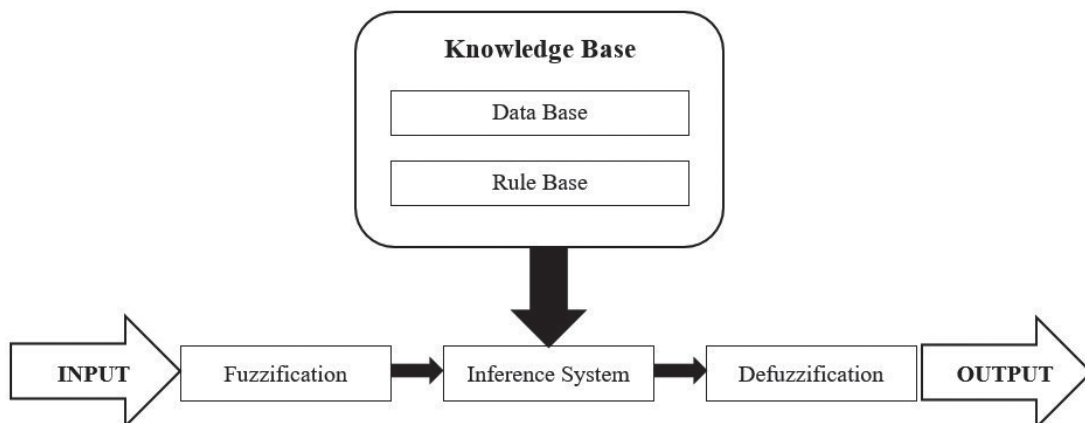 Knowledge Base
Data Base
Rule Base
INPUT
Fuzzification
Inference System
Defuzzification
OUTPUT